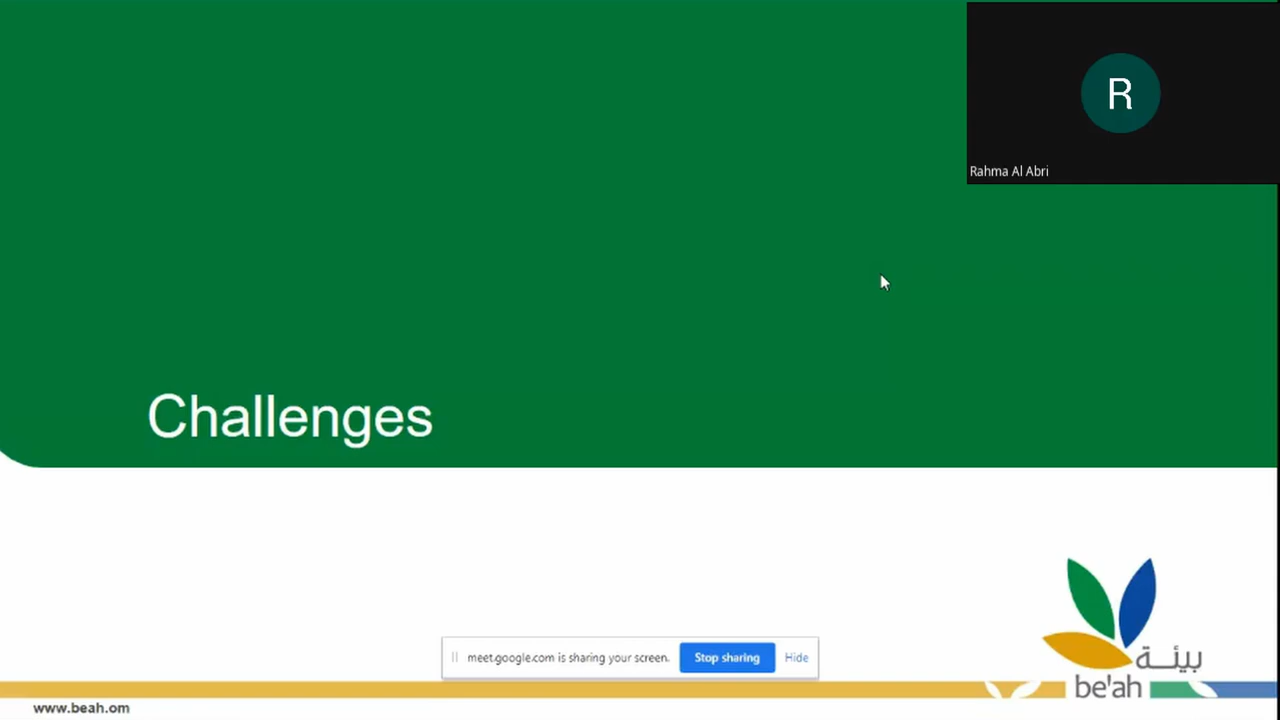 R
Rahma Al Abri
Challenges
meet.google.com is sharing your screen.
Stop sharing
Hide
بيئـة
be'ah
www.beah.om